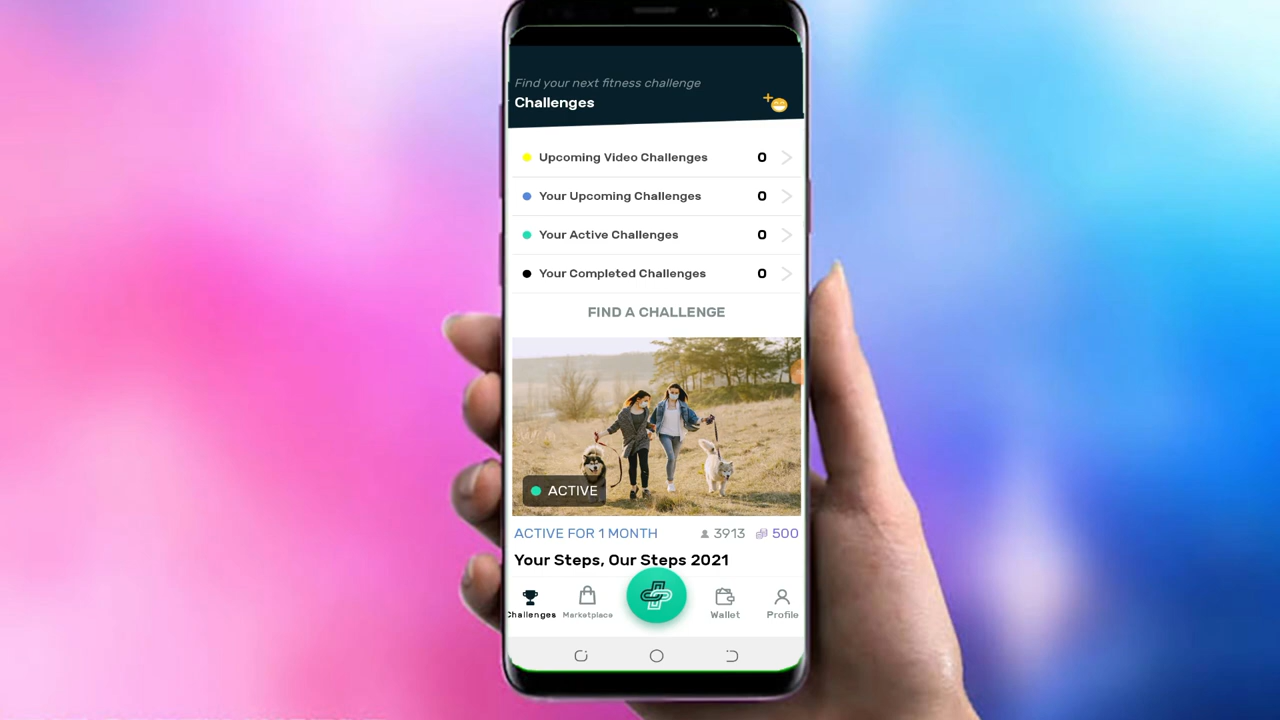 Find your next fitness challenge
Challenges
Upcoming Video Challenges 0
Your Upcoming Challenges 0
Your Active Challenges 0
Your Completed Challenges 0
FIND A CHALLENGE
ACTIVE
ACTIVE FOR 1 MONTH 3913 500
Your Steps, Our Steps 2021
Challenges Marketplace Wallet Profile